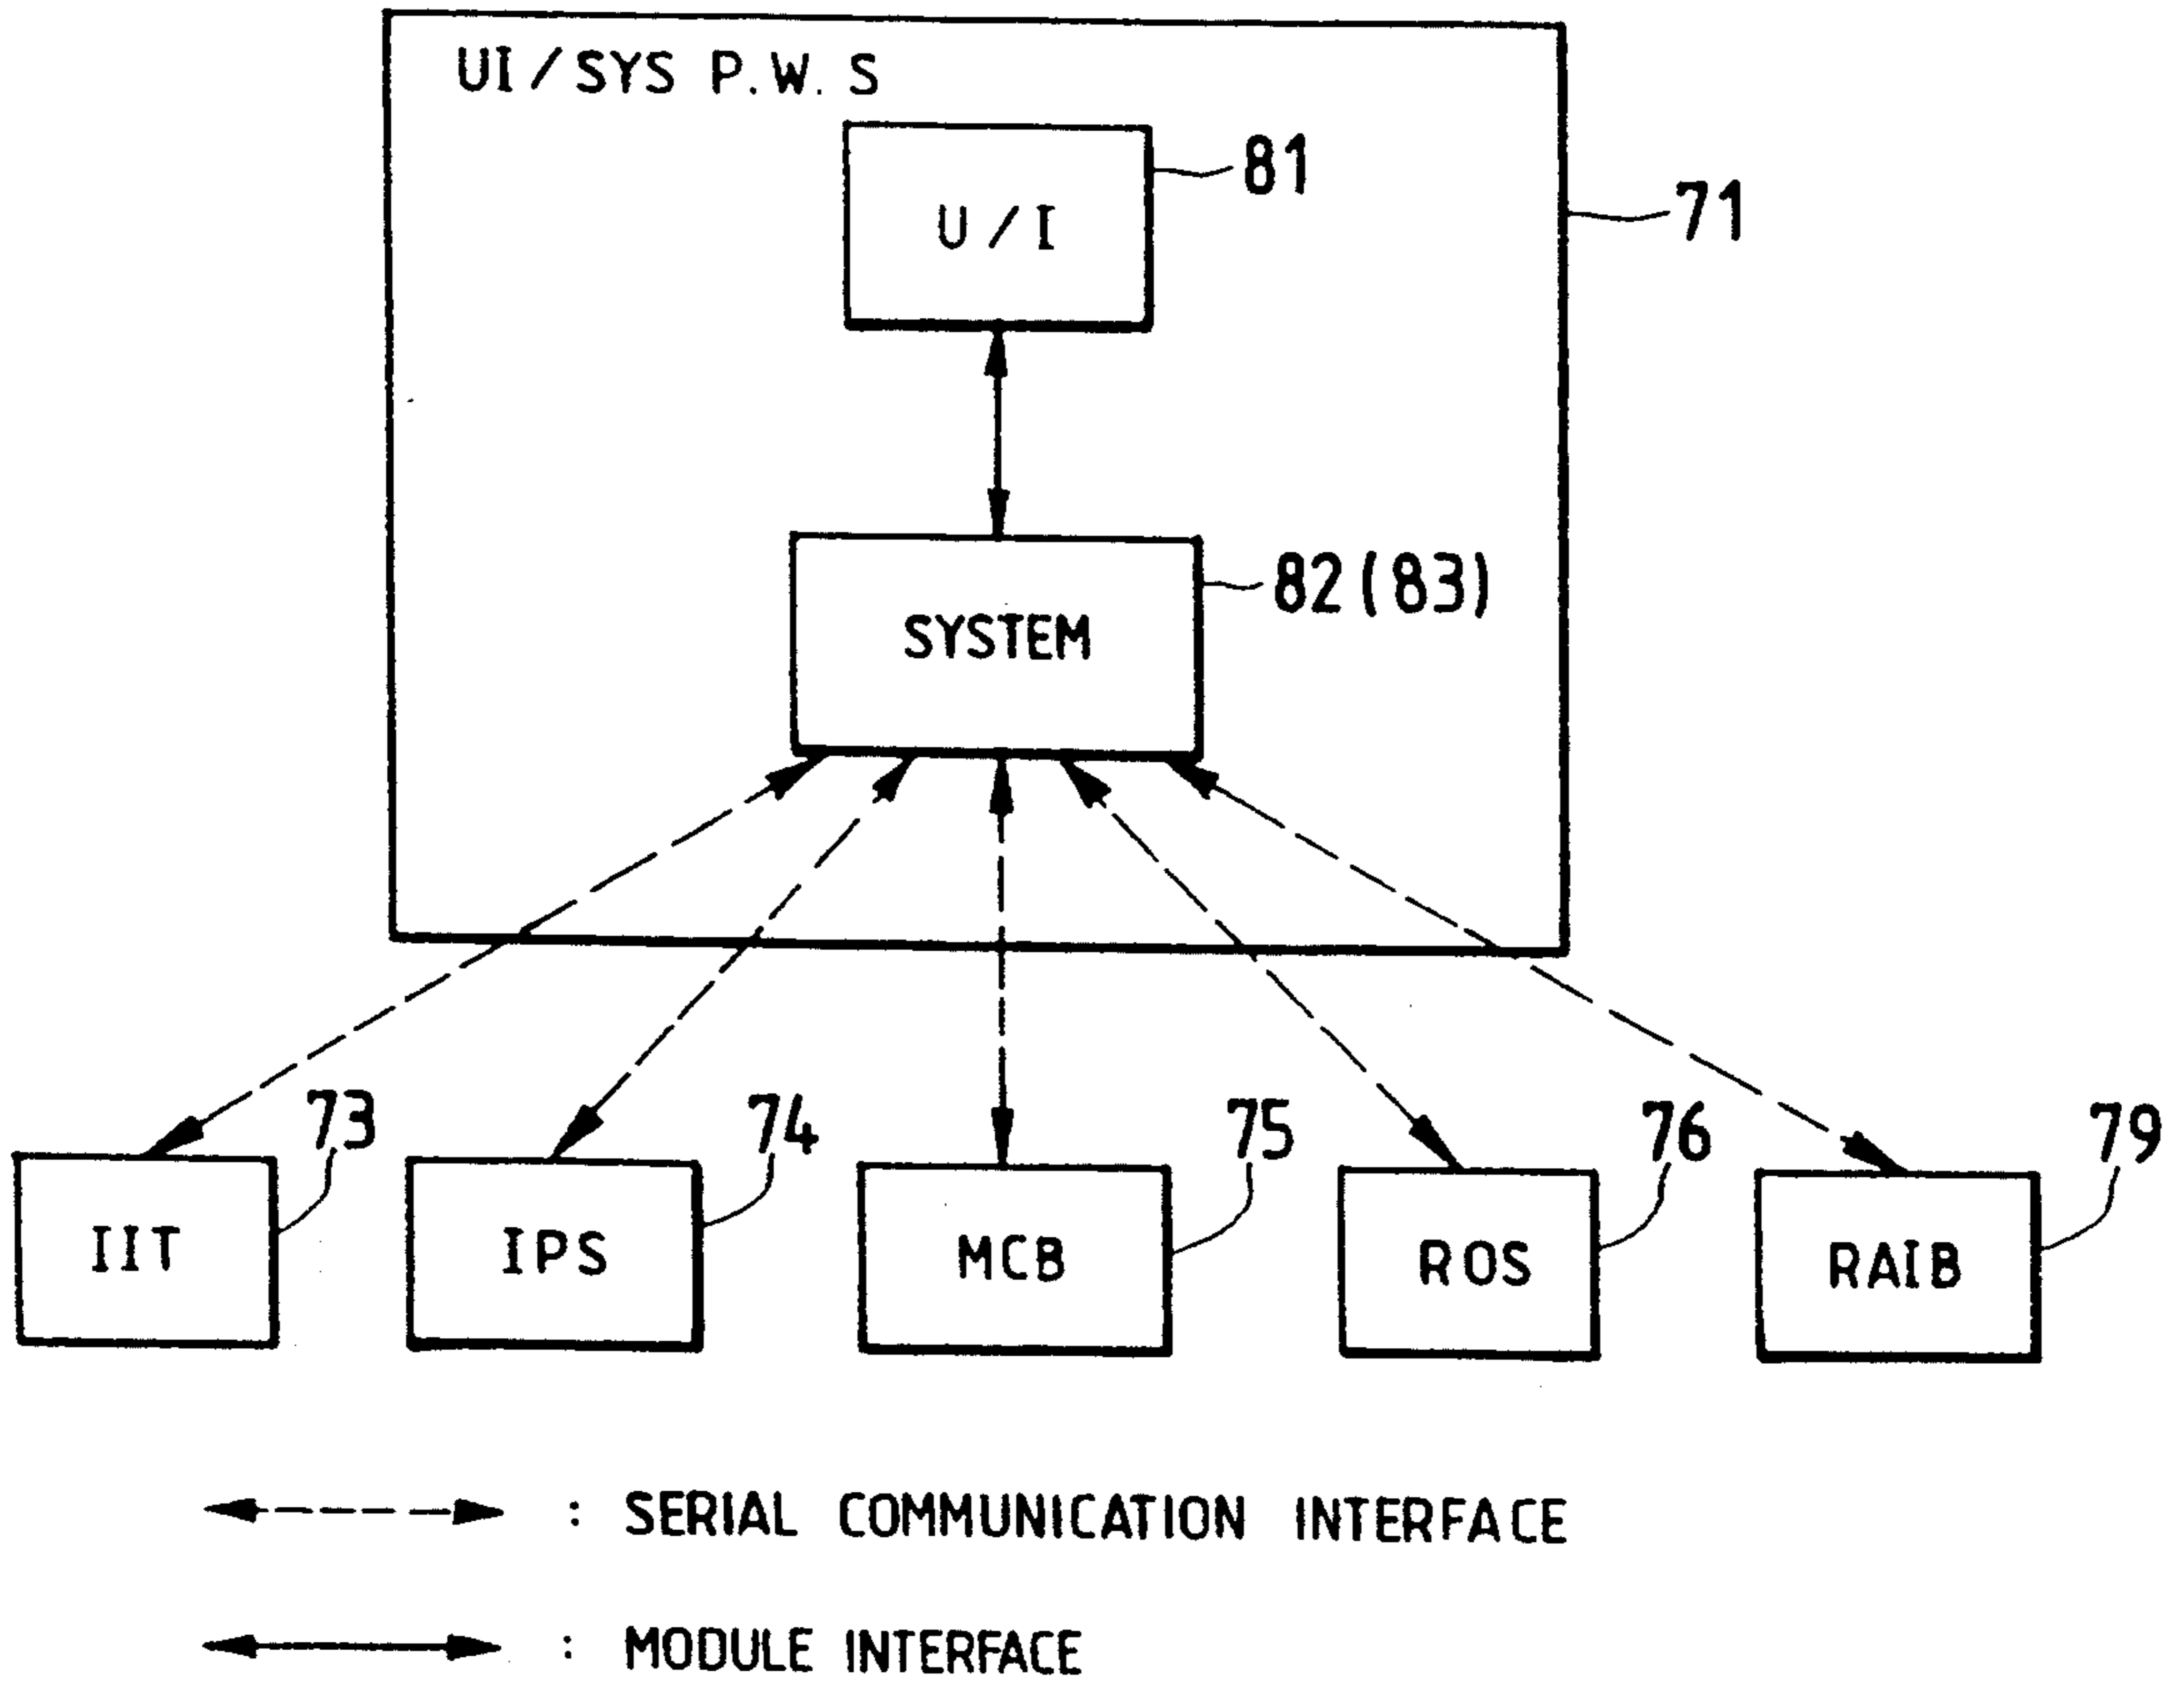 UI/SYS P.W.S
81
U/I
71
82(83)
SYSTEM
73
74
75
76
79
IIT
IPS
MCB
ROS
RAIB
: SERIAL COMMUNICATION INTERFACE
: MODULE INTERFACE